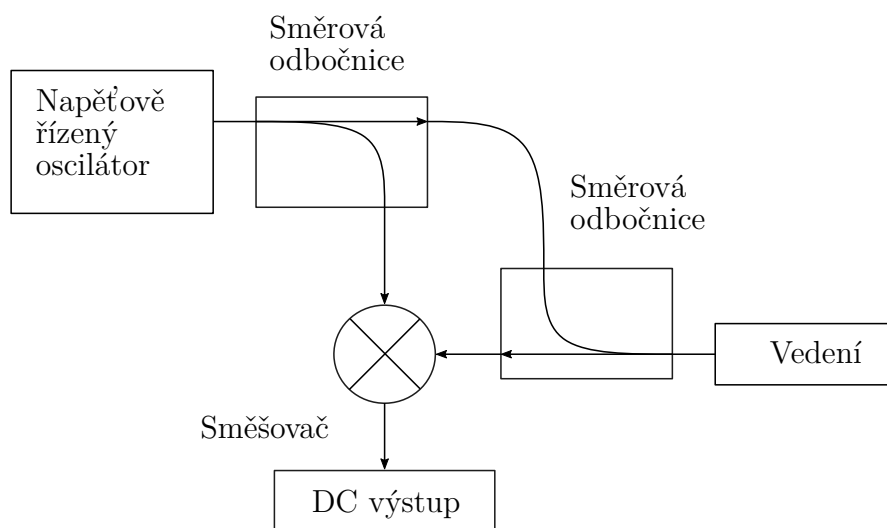 Směrová
odbočnice
Napěťově
řízený
oscilátor
Směrová
odbočnice
Vedení
Směšovač
DC výstup